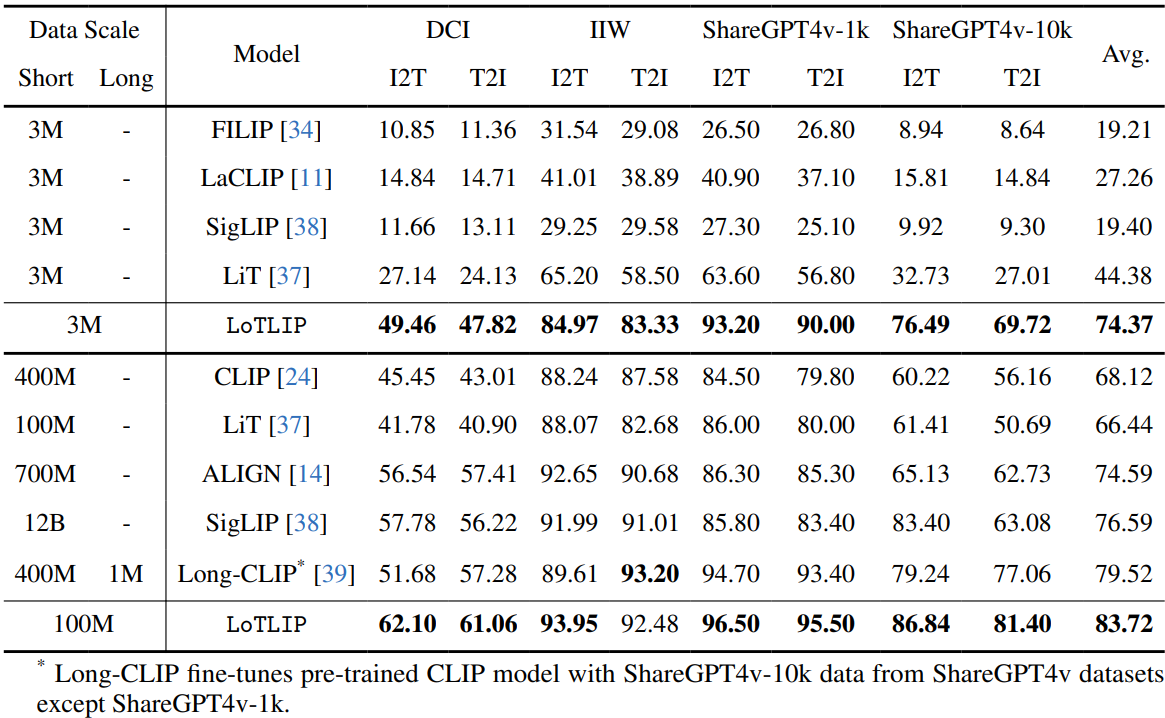 Data Scale Model DCI IIW ShareGPT4v-1k ShareGPT4v-10k Avg.
Short Long I2T T2I I2T T2I I2T T2I I2T T2I
3M - FILIP [34] 10.85 11.36 31.54 29.08 26.50 26.80 8.94 8.64 19.21
3M - LaCLIP [11] 14.84 14.71 41.01 38.89 40.90 37.10 15.81 14.84 27.26
3M - SigLIP [38] 11.66 13.11 29.25 29.58 27.30 25.10 9.92 9.30 19.40
3M - LiT [37] 27.14 24.13 65.20 58.50 63.60 56.80 32.73 27.01 44.38
3M LoTLIP 49.46 47.82 84.97 83.33 93.20 90.00 76.49 69.72 74.37
400M - CLIP [24] 45.45 43.01 88.24 87.58 84.50 79.80 60.22 56.16 68.12
100M - LiT [37] 41.78 40.90 88.07 82.68 86.00 80.00 61.41 50.69 66.44
700M - ALIGN [14] 56.54 57.41 92.65 90.68 86.30 85.30 65.13 62.73 74.59
12B - SigLIP [38] 57.78 56.22 91.99 91.01 85.80 83.40 83.40 63.08 76.59
400M 1M Long-CLIP* [39] 51.68 57.28 89.61 93.20 94.70 93.40 79.24 77.06 79.52
100M LoTLIP 62.10 61.06 93.95 92.48 96.50 95.50 86.84 81.40 83.72
* Long-CLIP fine-tunes pre-trained CLIP model with ShareGPT4v-10k data from ShareGPT4v datasets
except ShareGPT4v-1k.